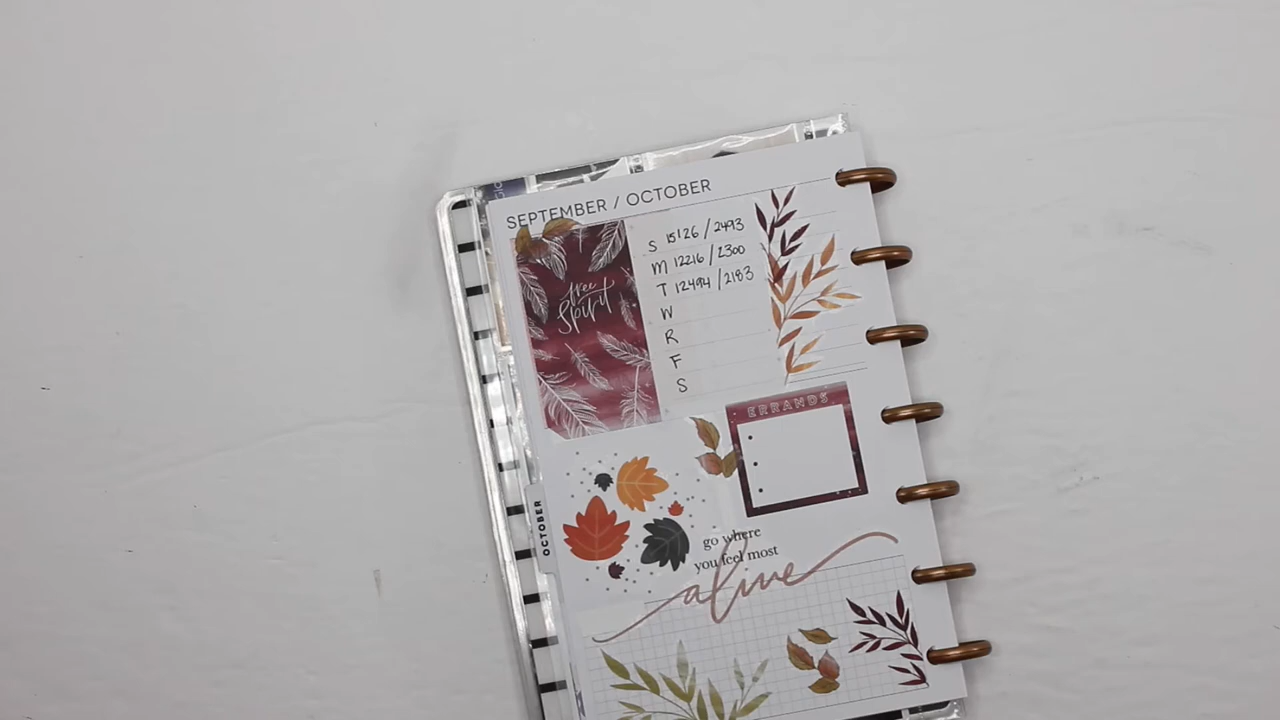 SEPTEMBER / OCTOBER
free
Spirit
S 15126 / 2493
M 12216 / 2300
T 12494 / 2183
W
R
F
S
ERRANDS
OCTOBER
go where
you feel most
alive